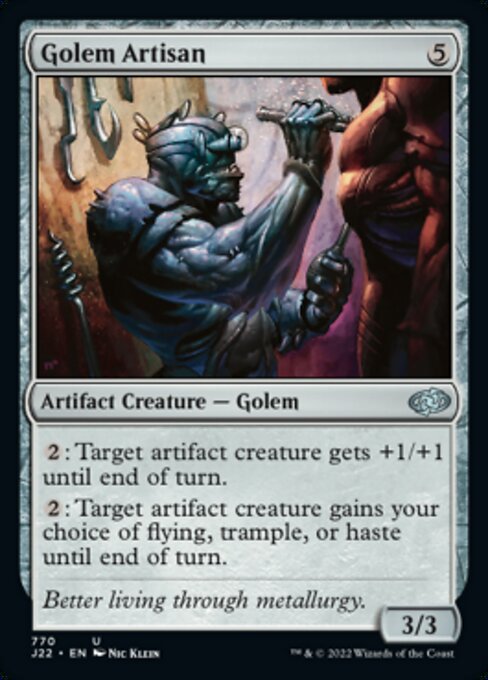 Golem Artisan 5
Artifact Creature — Golem
2: Target artifact creature gets +1/+1
until end of turn.
2: Target artifact creature gains your
choice of flying, trample, or haste
until end of turn.
Better living through metallurgy.
3/3
770 U
J22 • EN Nic Klein
™ & © 2022 Wizards of the Coast